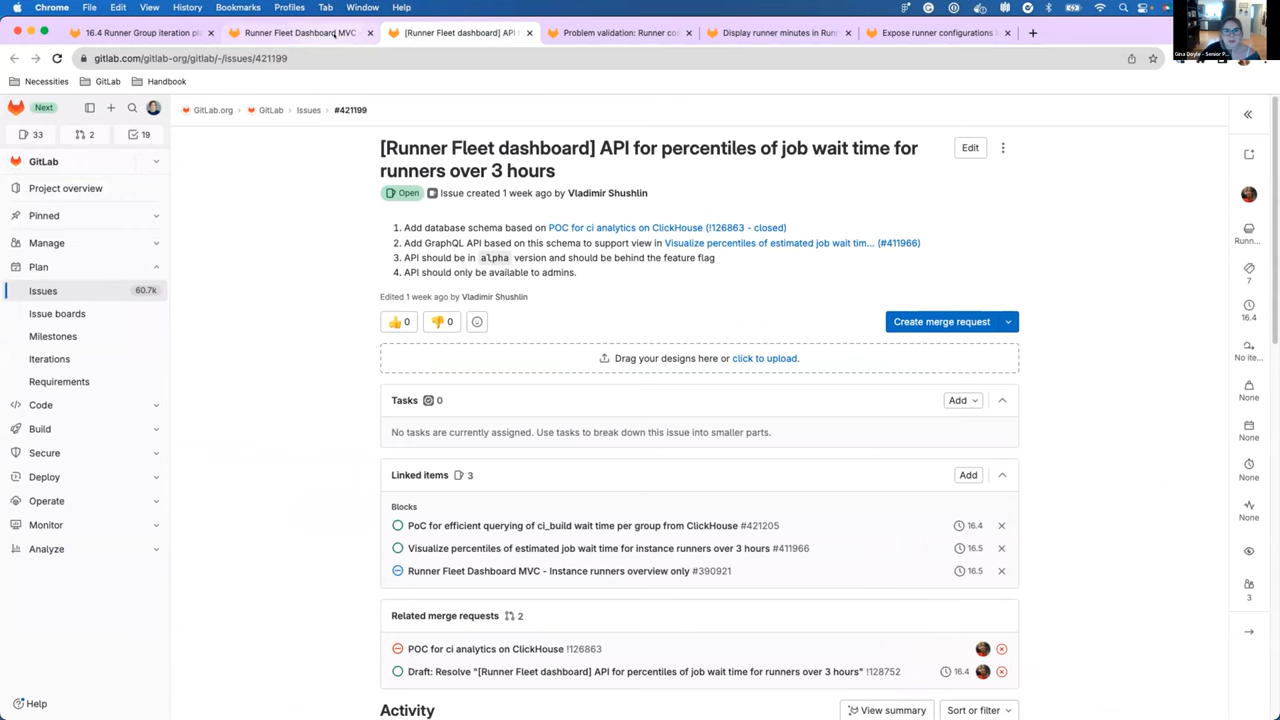 Chrome File Edit View History Bookmarks Profiles Tab Window Help
16.4 Runner Group iteration pl
Runner Fleet Dashboard MVC -
[Runner Fleet dashboard] API
Problem validation: Runner co
Display runner minutes in Run
Expose runner configurations
gitlab.com/gitlab-org/gitlab/-/issues/421199
Gina Doyle - Senior P...
Necessities GitLab Handbook
Next
33 2 19
GitLab
Project overview
Pinned
Manage
Plan
Issues 60.7k
Issue boards
Milestones
Iterations
Requirements
Code
Build
Secure
Deploy
Operate
Monitor
Analyze
Help
GitLab.org GitLab Issues #421199
[Runner Fleet dashboard] API for percentiles of job wait time for
runners over 3 hours
Edit
Open Issue created 1 week ago by Vladimir Shushlin
1. Add database schema based on POC for ci analytics on ClickHouse (!126863 - closed)
2. Add GraphQL API based on this schema to support view in Visualize percentiles of estimated job wait tim... (#411966)
3. API should be in alpha version and should be behind the feature flag
4. API should only be available to admins.
Edited 1 week ago by Vladimir Shushlin
0 0
Create merge request
Drag your designs here or click to upload.
Tasks 0 Add
No tasks are currently assigned. Use tasks to break down this issue into smaller parts.
Linked items 3 Add
Blocks
PoC for efficient querying of ci_build wait time per group from ClickHouse #421205 16.4
Visualize percentiles of estimated job wait time for instance runners over 3 hours #411966 16.5
Runner Fleet Dashboard MVC - Instance runners overview only #390921 16.5
Related merge requests 2
POC for ci analytics on ClickHouse !126863
Draft: Resolve "[Runner Fleet dashboard] API for percentiles of job wait time for runners over 3 hours" !128752 16.4
Activity View summary Sort or filter
Runn...
7
16.4
No ite...
None
None
None
None
3